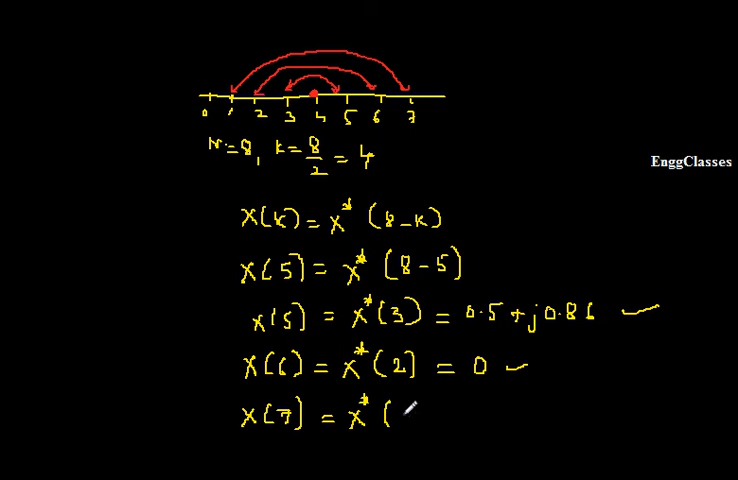 0 1 2 3 4 5 6 7
N=8, K=8/2=4
EnggClasses
X(K) = X* (8-K)
X(5) = X* (8-5)
X(5) = X*(3) = 0.5+j0.86
X(6) = X*(2) = 0
X(7) = X* (